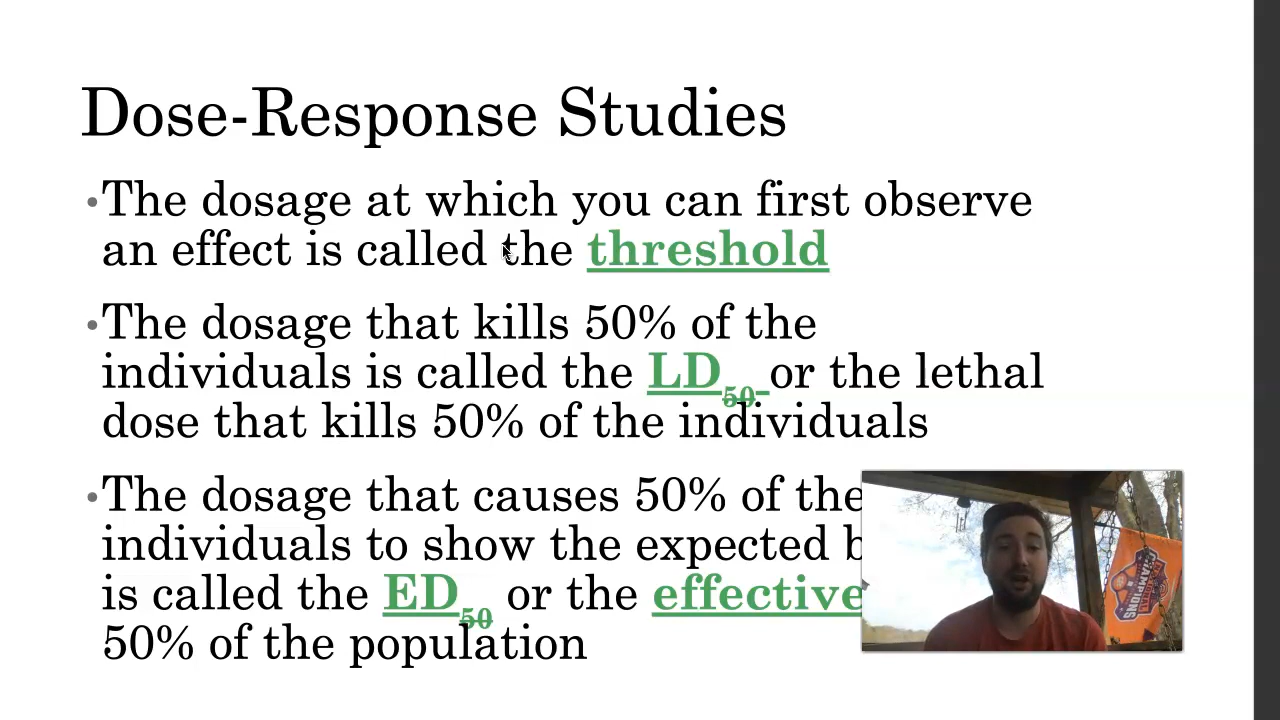 Dose-Response Studies
•The dosage at which you can first observe
an effect is called the threshold
•The dosage that kills 50% of the
individuals is called the LD50 or the lethal
dose that kills 50% of the individuals
•The dosage that causes 50% of the
individuals to show the expected b
is called the ED50 or the effective
50% of the population